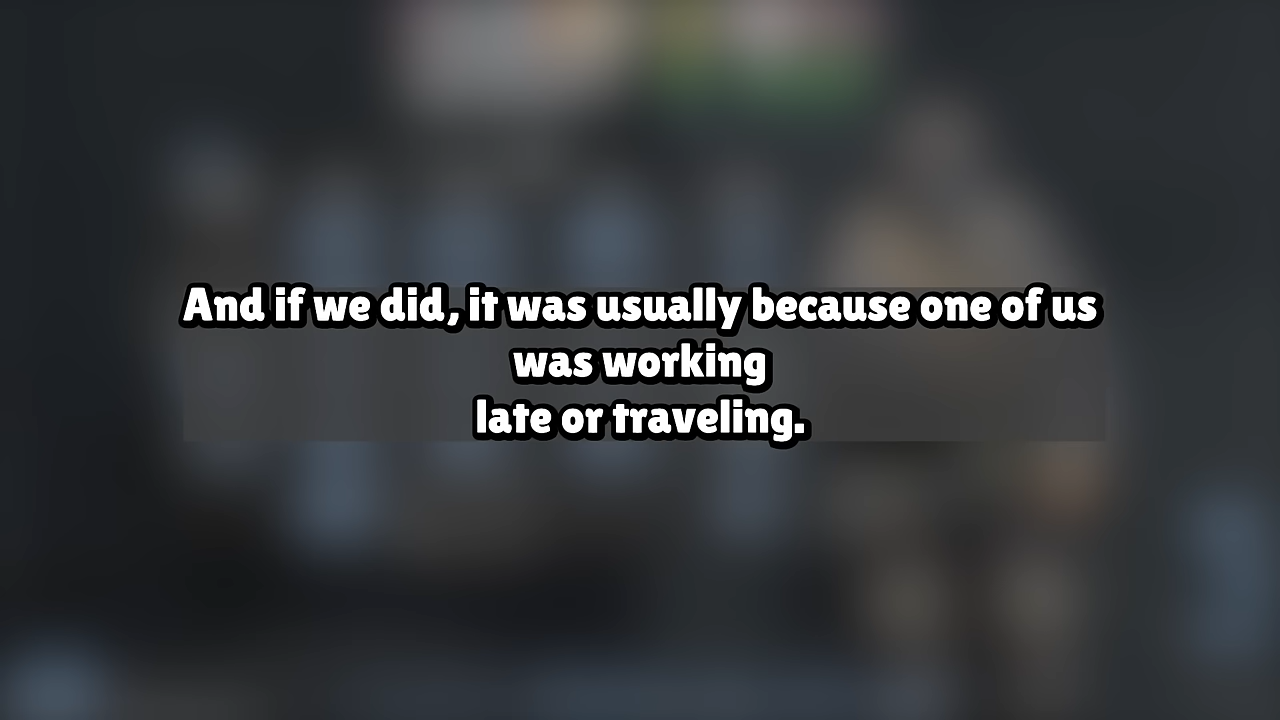 And if we did, it was usually because one of us
was working
late or traveling.